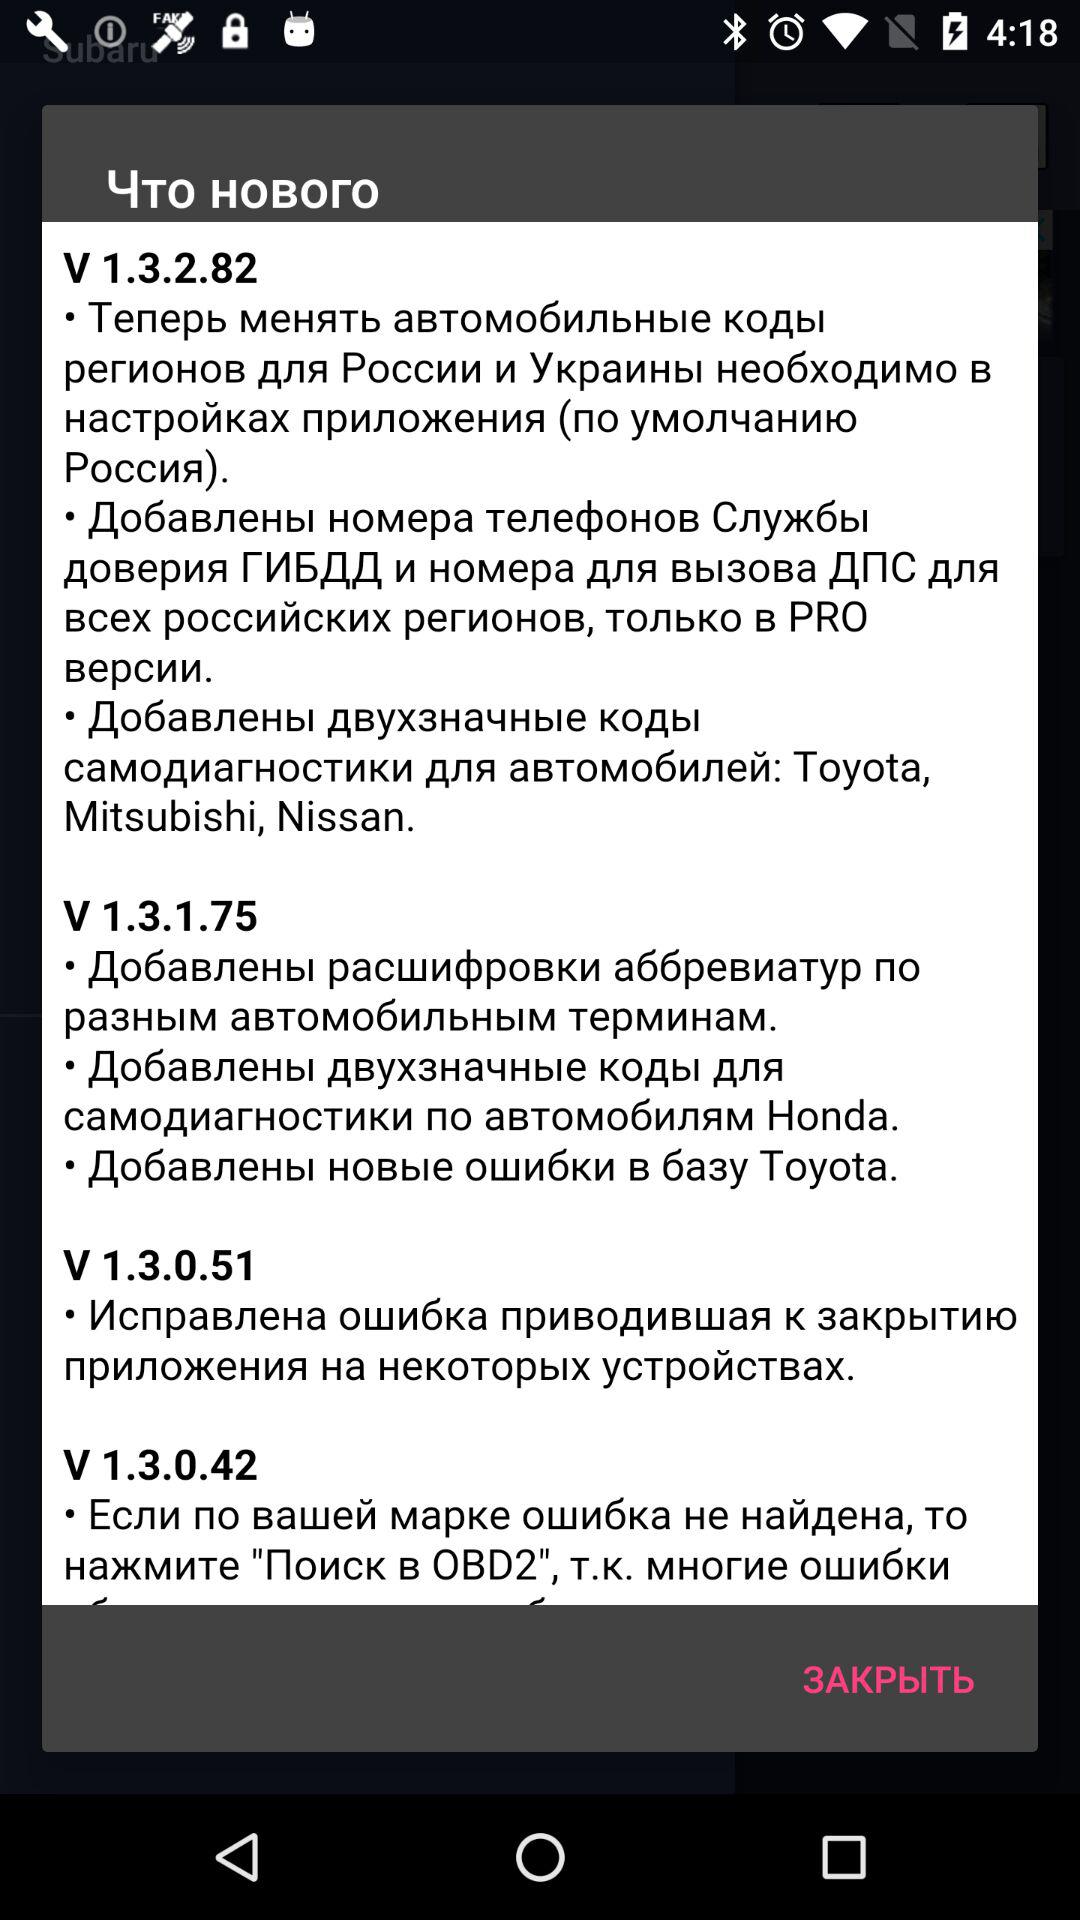 FAKE
4:18
Subaru
Что нового
V 1.3.2.82
• Теперь менять автомобильные коды
регионов для России и Украины необходимо в
настройках приложения (по умолчанию
Россия).
• Добавлены номера телефонов Службы
доверия ГИБДД и номера для вызова ДПС для
всех российских регионов, только в PRO
версии.
• Добавлены двухзначные коды
самодиагностики для автомобилей: Toyota,
Mitsubishi, Nissan.
V 1.3.1.75
• Добавлены расшифровки аббревиатур по
разным автомобильным терминам.
• Добавлены двухзначные коды для
самодиагностики по автомобилям Honda.
• Добавлены новые ошибки в базу Toyota.
V 1.3.0.51
• Исправлена ошибка приводившая к закрытию
приложения на некоторых устройствах.
V 1.3.0.42
• Если по вашей марке ошибка не найдена, то
нажмите "Поиск в OBD2", т.к. многие ошибки
ЗАКРЫТЬ